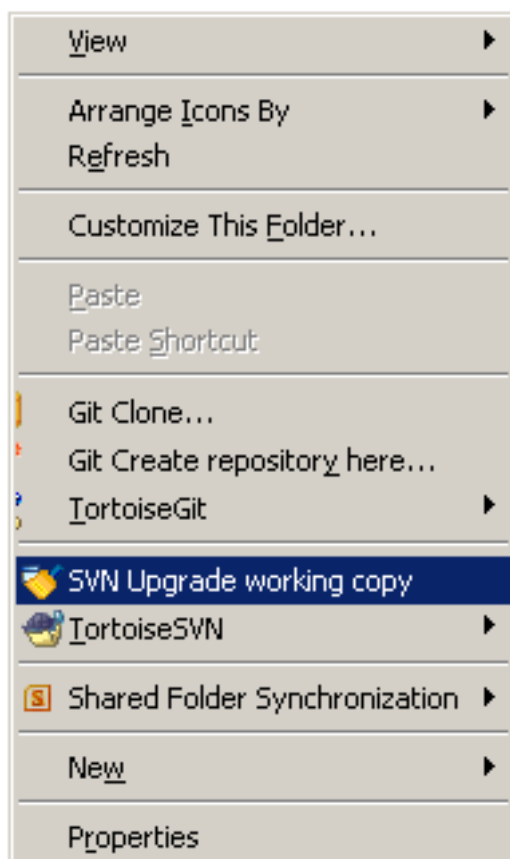 View
Arrange Icons By
Refresh
Customize This Folder...
Paste
Paste Shortcut
Git Clone...
Git Create repository here...
TortoiseGit
SVN Upgrade working copy
TortoiseSVN
S Shared Folder Synchronization
New
Properties